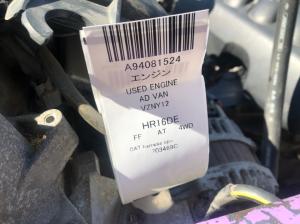 A94081524
エンジン
USED ENGINE
AD VAN
VZNY12
HR16DE
FF AT 4WD